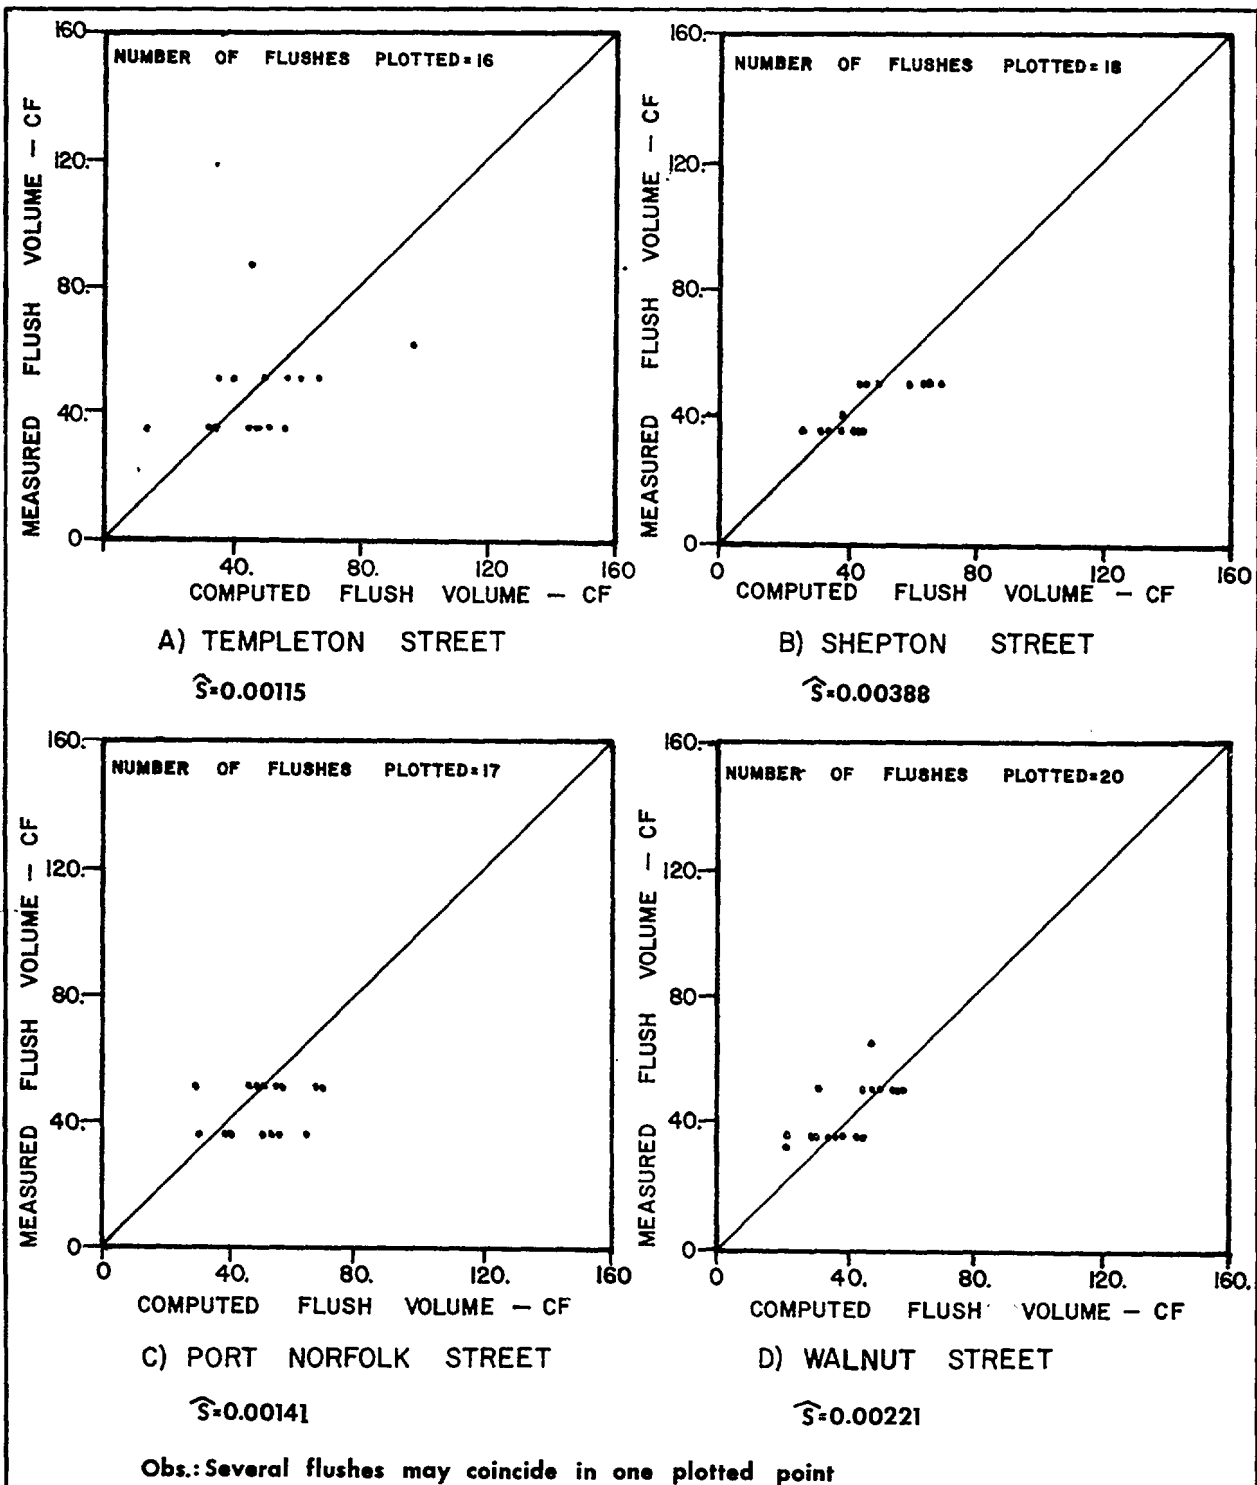 NUMBER OF FLUSHES PLOTTED=16
MEASURED FLUSH VOLUME — CF
160.
120.
80.
40.
0
40.
80.
120
160
COMPUTED FLUSH VOLUME — CF
A) TEMPLETON STREET
Ŝ=0.00115
NUMBER OF FLUSHES PLOTTED=18
MEASURED FLUSH VOLUME — CF
160.
120.
80.
40.
0
0
40
80
120
160
COMPUTED FLUSH VOLUME — CF
B) SHEPTON STREET
Ŝ=0.00388
NUMBER OF FLUSHES PLOTTED=17
MEASURED FLUSH VOLUME — CF
160.
120.
80.
40.
0
0
40.
80.
120
160
COMPUTED FLUSH VOLUME — CF
C) PORT NORFOLK STREET
Ŝ=0.00141
NUMBER OF FLUSHES PLOTTED=20
MEASURED FLUSH VOLUME — CF
160.
120.
80
40.
0
0
40.
80.
120.
160.
COMPUTED FLUSH VOLUME — CF
D) WALNUT STREET
Ŝ=0.00221
Obs.: Several flushes may coincide in one plotted point